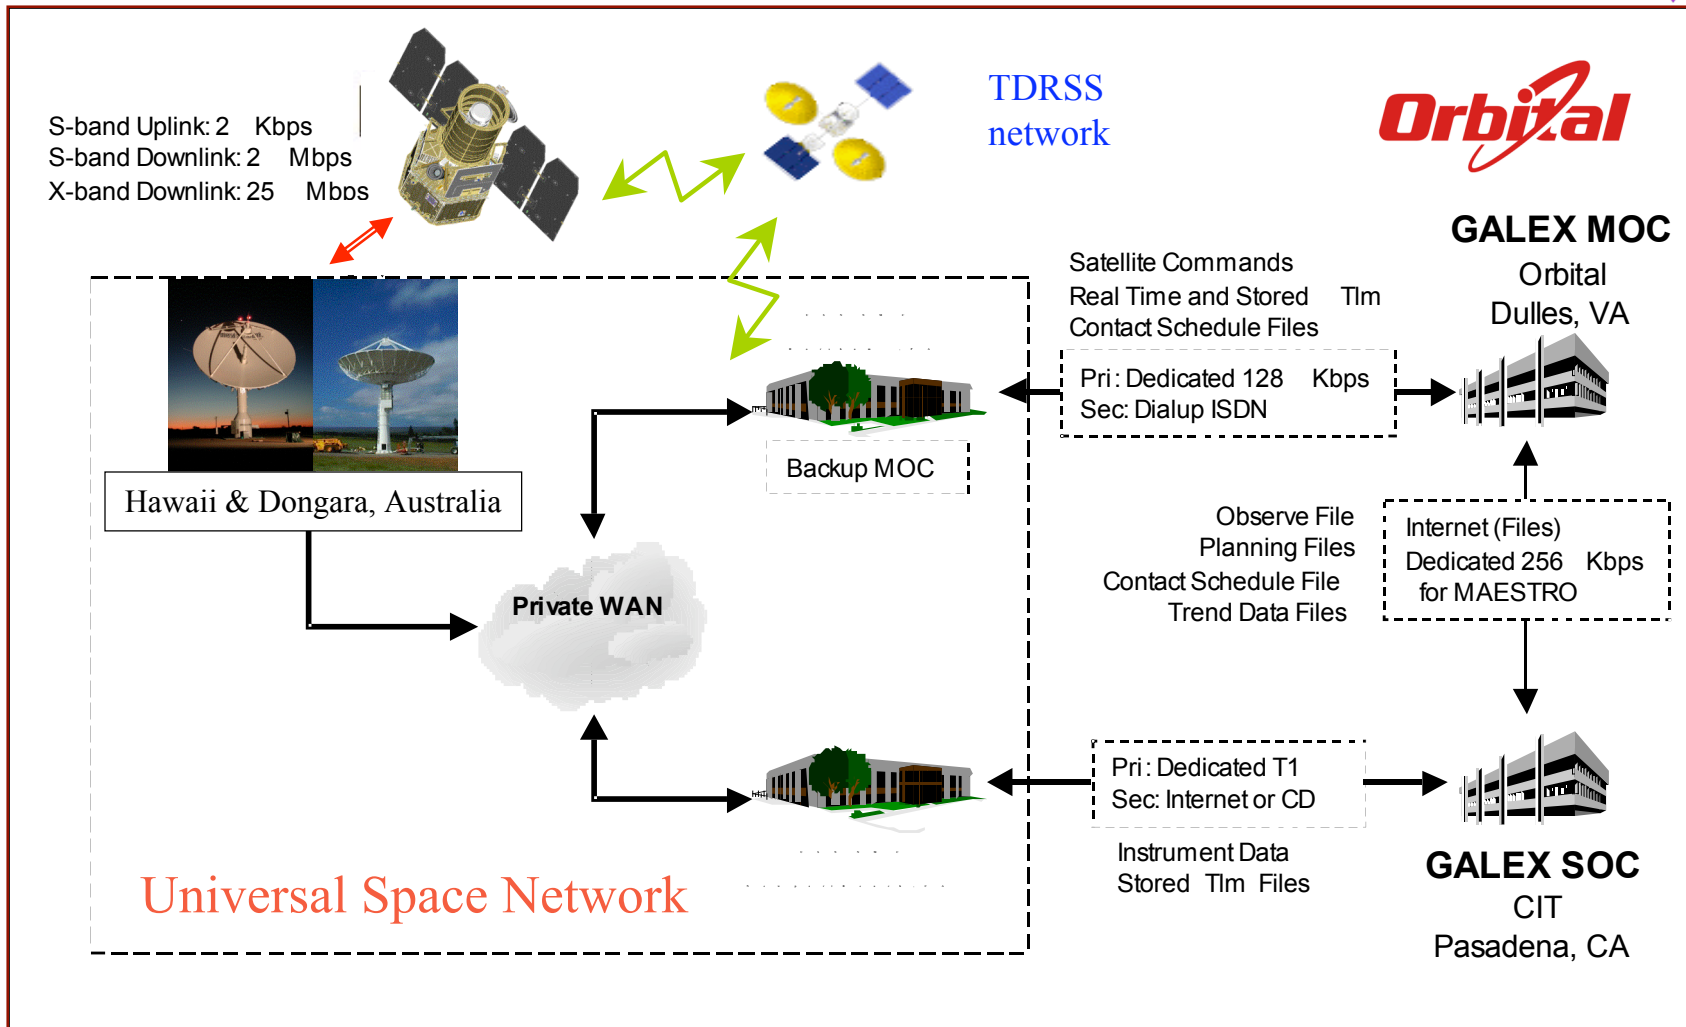 S-band Uplink: 2 Kbps
S-band Downlink: 2 Mbps
X-band Downlink: 25 Mbps
TDRSS
network
Orbital
GALEX MOC
Orbital
Dulles, VA
Satellite Commands
Real Time and Stored Tlm
Contact Schedule Files
Pri : Dedicated 128 Kbps
Sec: Dialup ISDN
Backup MOC
Hawaii & Dongara, Australia
Private WAN
Observe File
Planning Files
Contact Schedule File
Trend Data Files
Internet (Files)
Dedicated 256 Kbps
for MAESTRO
Pri : Dedicated T1
Sec: Internet or CD
Instrument Data
Stored Tlm Files
GALEX SOC
CIT
Pasadena, CA
Universal Space Network